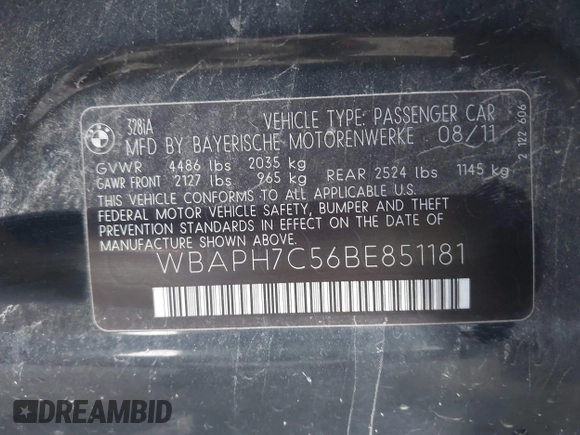 BMW
328iA VEHICLE TYPE: PASSENGER CAR
MFD BY BAYERISCHE MOTORENWERKE 08/11
GVWR 4486 lbs 2035 kg
GAWR FRONT 2127 lbs 965 kg REAR 2524 lbs 1145 kg
THIS VEHICLE CONFORMS TO ALL APPLICABLE U.S.
FEDERAL MOTOR VEHICLE SAFETY, BUMPER AND THEFT
PREVENTION STANDARDS IN EFFECT ON THE DATE OF
MANUFACTURE SHOWN ABOVE.
WBAPH7C56BE851181
2 122 606
DREAMBID